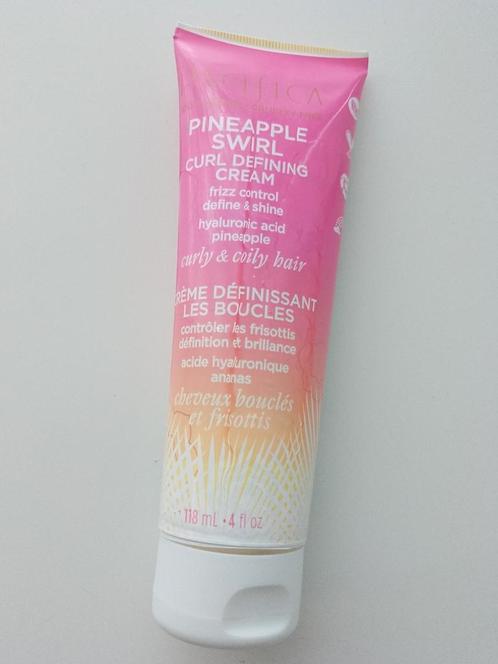 PINEAPPLE
SWIRL
CURL DEFINING
CREAM
frizz control
define & shine
hyaluronic acid
pineapple
curly & coily hair
CRÈME DÉFINISSANT
LES BOUCLES
contrôler les frisottis
définition et brillance
acide hyaluronique
ananas
cheveux bouclés
et frisottis
118 mL • 4 fl oz